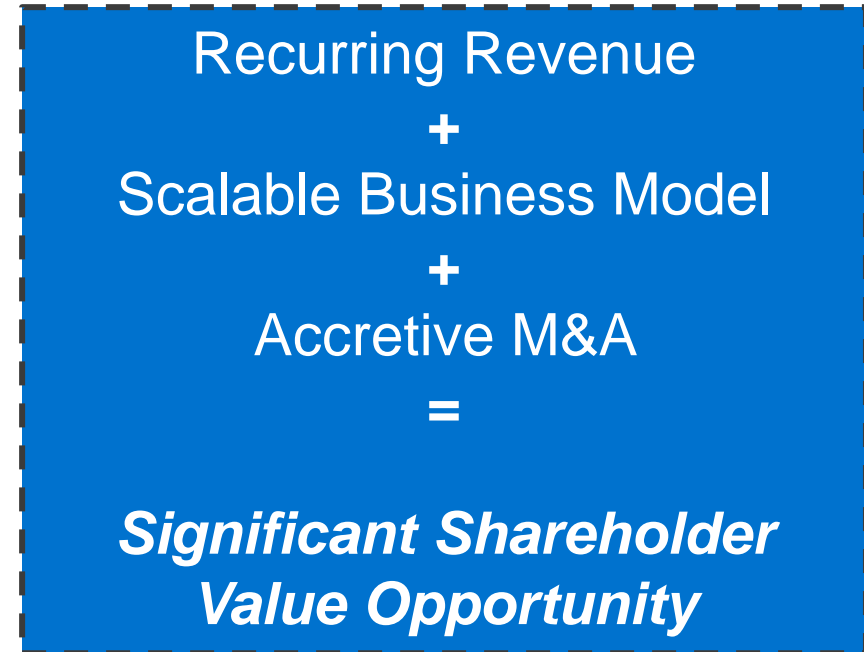 Recurring Revenue
+
Scalable Business Model
+
Accretive M&A
=
Significant Shareholder
Value Opportunity